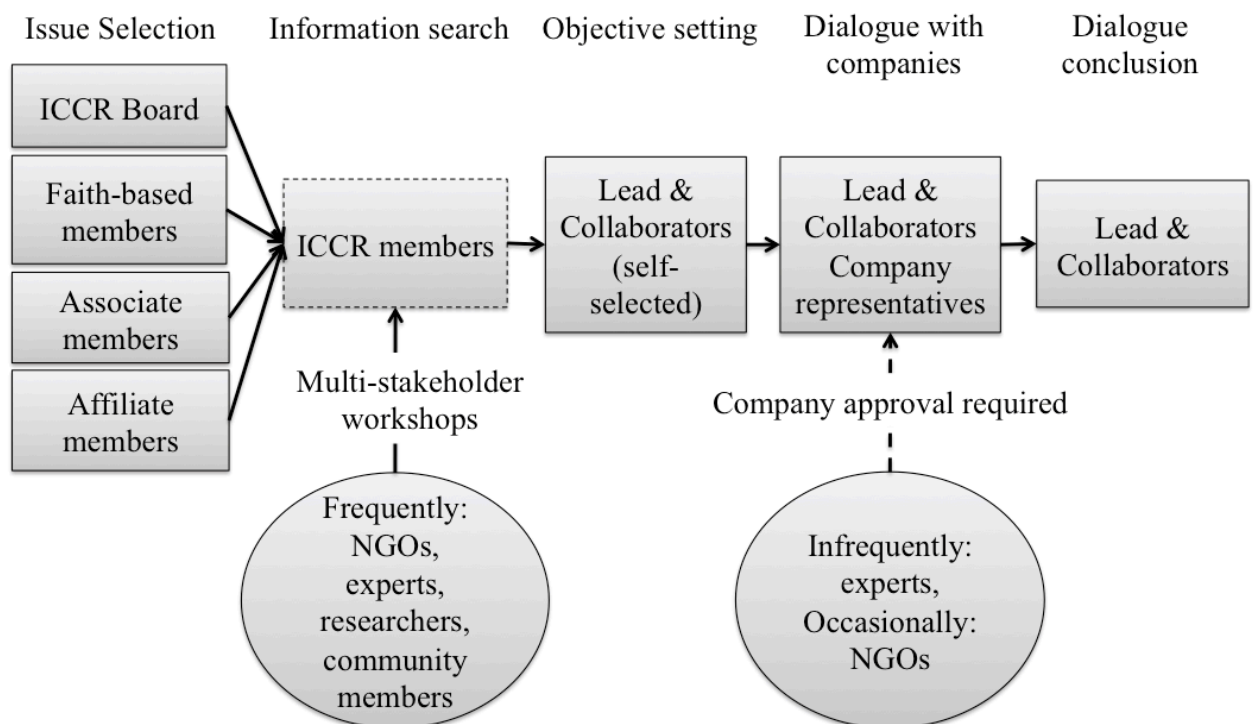 Issue Selection
Information search
Objective setting
Dialogue with
companies
Dialogue
conclusion
ICCR Board
Faith-based
members
Associate
members
Affiliate
members
ICCR members
Lead &
Collaborators
(self-
selected)
Lead &
Collaborators
Company
representatives
Lead &
Collaborators
Multi-stakeholder
workshops
Company approval required
Frequently:
NGOs,
experts,
researchers,
community
members
Infrequently:
experts,
Occasionally:
NGOs